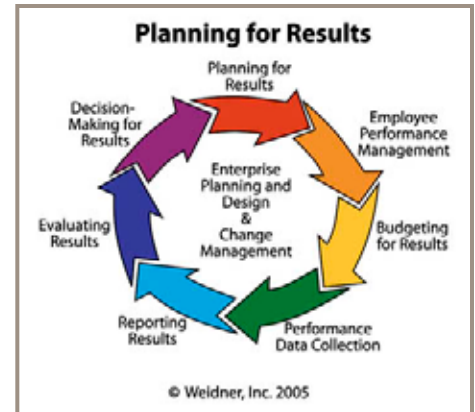 Planning for Results
Planning for
Results
Employee
Performance
Management
Budgeting
for Results
Performance
Data Collection
Reporting
Results
Evaluating
Results
Decision-
Making for
Results
Enterprise
Planning and
Design
&
Change
Management
© Weidner, Inc. 2005